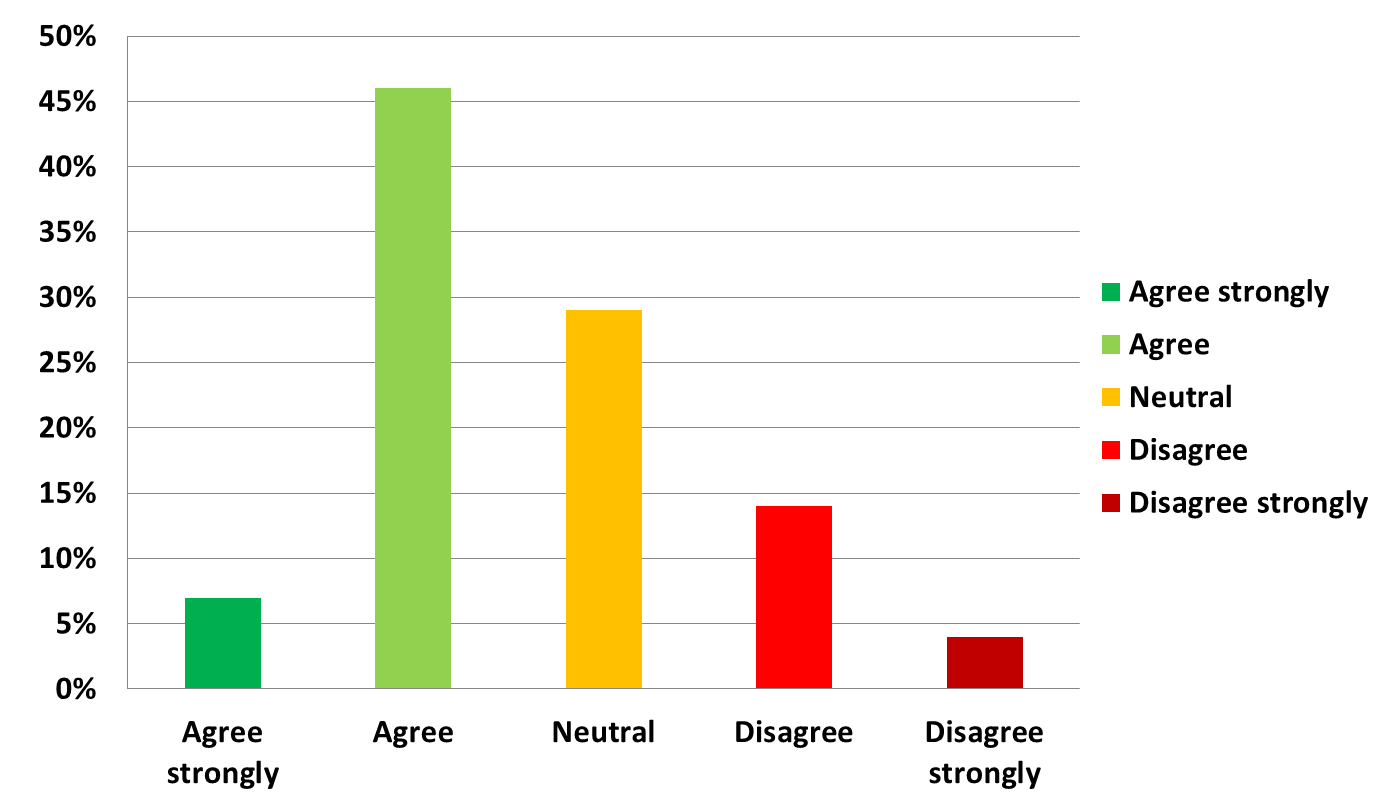 50%
45%
40%
35%
30%
25%
20%
15%
10%
5%
0%
Agree
strongly
Agree
Neutral
Disagree
Disagree
strongly
Agree strongly
Agree
Neutral
Disagree
Disagree strongly